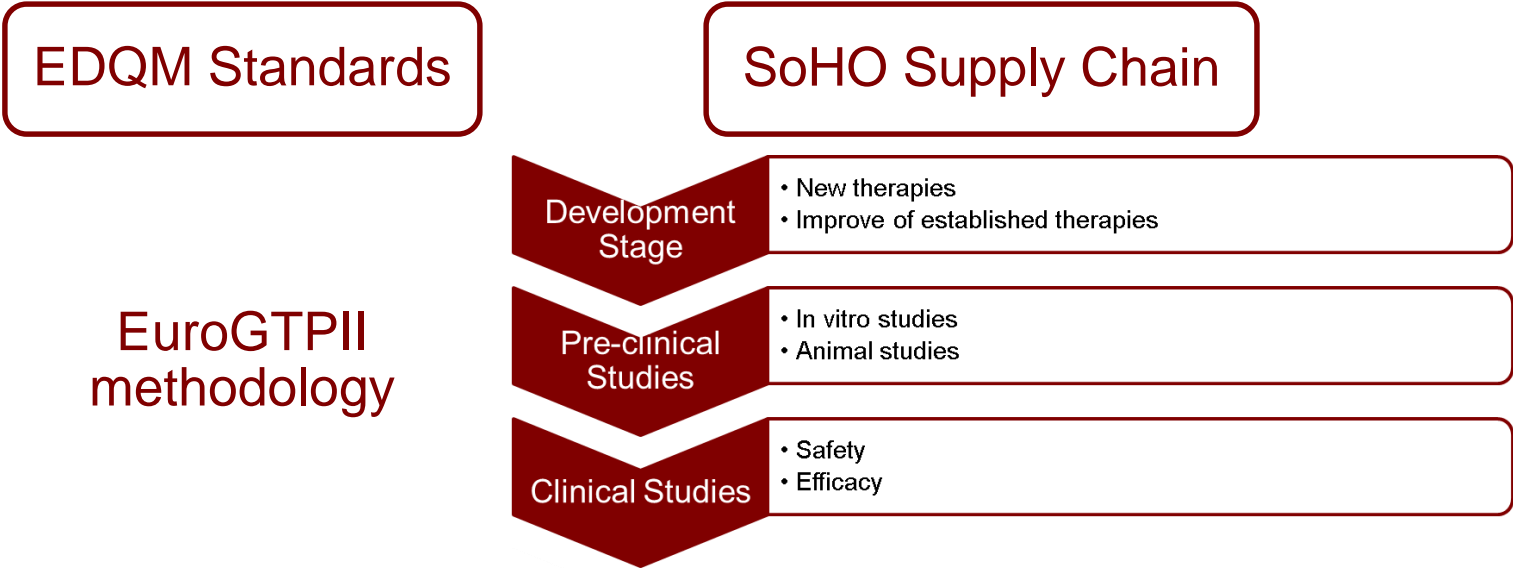 EDQM Standards
SoHO Supply Chain
Development
Stage
• New therapies
• Improve of established therapies
EuroGTPII
methodology
Pre-clinical
Studies
• In vitro studies
• Animal studies
Clinical Studies
• Safety
• Efficacy